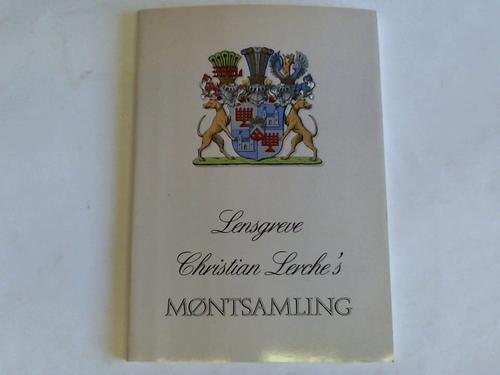 Lensgreve
Christian Lerche's
MØNTSAMLING